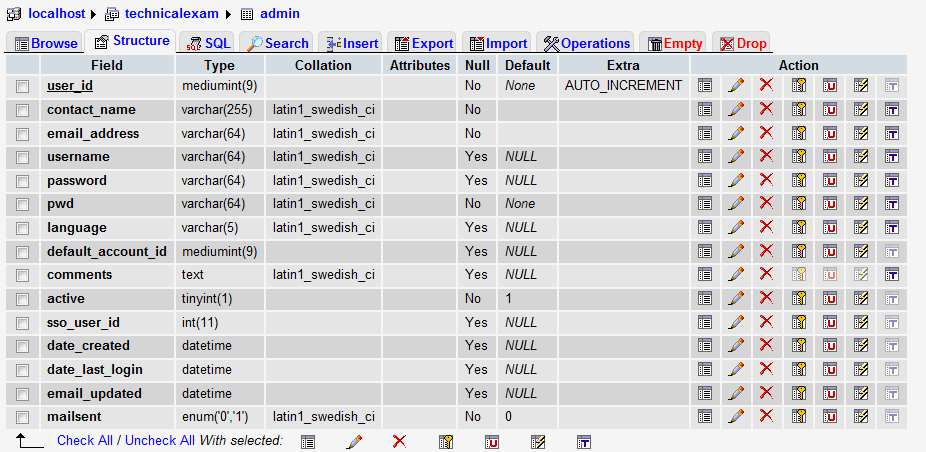 localhost technicalexam admin
Browse Structure SQL Search Insert Export Import Operations Empty Drop
Field Type Collation Attributes Null Default Extra Action
user_id mediumint(9) No None AUTO_INCREMENT
contact_name varchar(255) latin1_swedish_ci No
email_address varchar(64) latin1_swedish_ci No
username varchar(64) latin1_swedish_ci Yes NULL
password varchar(64) latin1_swedish_ci Yes NULL
pwd varchar(64) latin1_swedish_ci No None
language varchar(5) latin1_swedish_ci Yes NULL
default_account_id mediumint(9) Yes NULL
comments text latin1_swedish_ci Yes NULL
active tinyint(1) No 1
sso_user_id int(11) Yes NULL
date_created datetime Yes NULL
date_last_login datetime Yes NULL
email_updated datetime Yes NULL
mailsent enum('0','1') latin1_swedish_ci No 0
Check All / Uncheck All With selected: